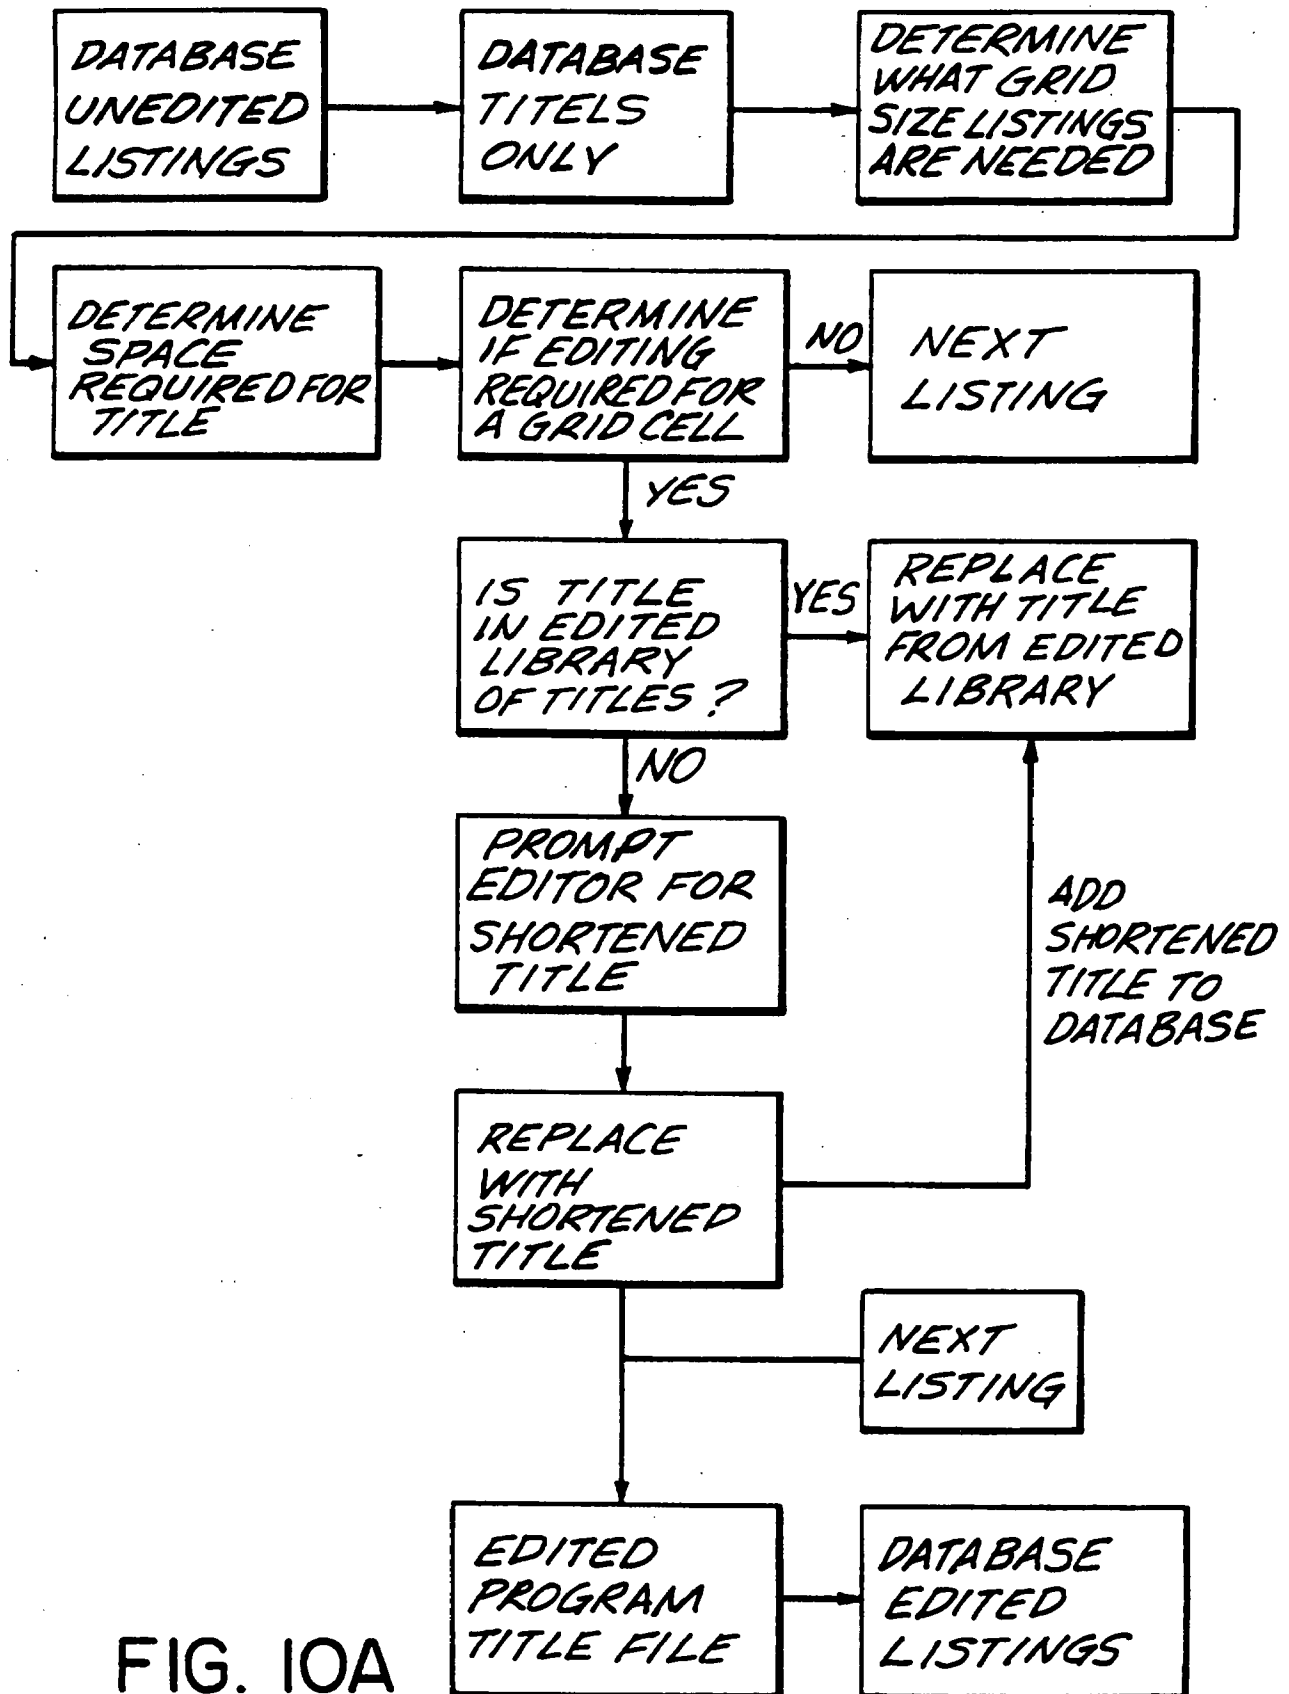 DATABASE
UNEDITED
LISTINGS
DATABASE
TITELS
ONLY
DETERMINE
WHAT GRID
SIZE LISTINGS
ARE NEEDED
DETERMINE
SPACE
REQUIRED FOR
TITLE
DETERMINE
IF EDITING
REQUIRED FOR
A GRID CELL
NO
NEXT
LISTING
YES
IS TITLE
IN EDITED
LIBRARY
OF TITLES?
YES
REPLACE
WITH TITLE
FROM EDITED
LIBRARY
NO
PROMPT
EDITOR FOR
SHORTENED
TITLE
ADD
SHORTENED
TITLE TO
DATABASE
REPLACE
WITH
SHORTENED
TITLE
NEXT
LISTING
EDITED
PROGRAM
TITLE FILE
DATABASE
EDITED
LISTINGS
FIG. 10A